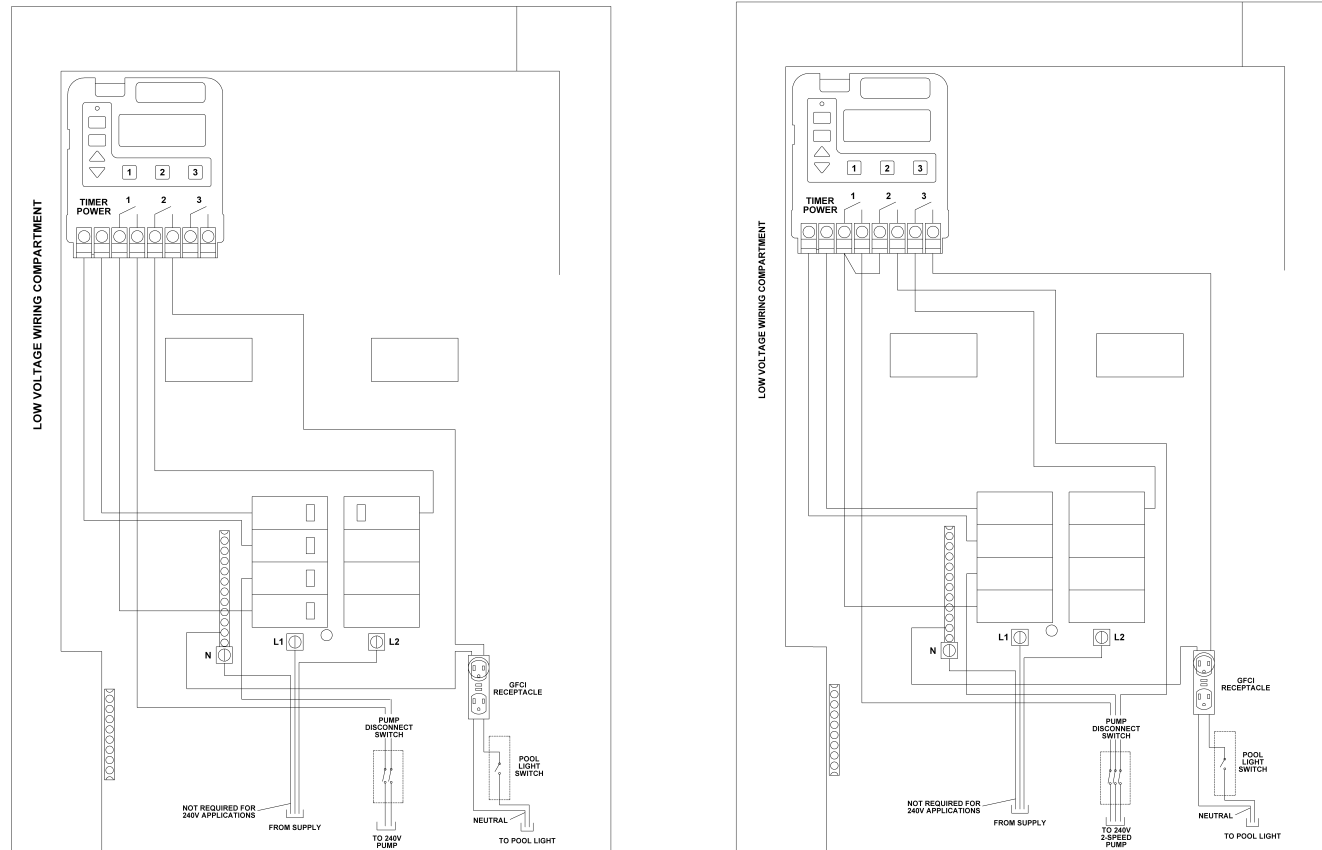 1
2
3
TIMER
POWER
1
2
3
LOW VOLTAGE WIRING COMPARTMENT
L1
L2
N
GFCI
RECEPTACLE
PUMP
DISCONNECT
SWITCH
POOL
LIGHT
SWITCH
NOT REQUIRED FOR
240V APPLICATIONS
FROM SUPPLY
NEUTRAL
TO 240V
PUMP
TO POOL LIGHT
1
2
3
TIMER
POWER
1
2
3
LOW VOLTAGE WIRING COMPARTMENT
L1
L2
N
GFCI
RECEPTACLE
PUMP
DISCONNECT
SWITCH
POOL
LIGHT
SWITCH
NOT REQUIRED FOR
240V APPLICATIONS
FROM SUPPLY
NEUTRAL
TO 240V
2-SPEED
PUMP
TO POOL LIGHT